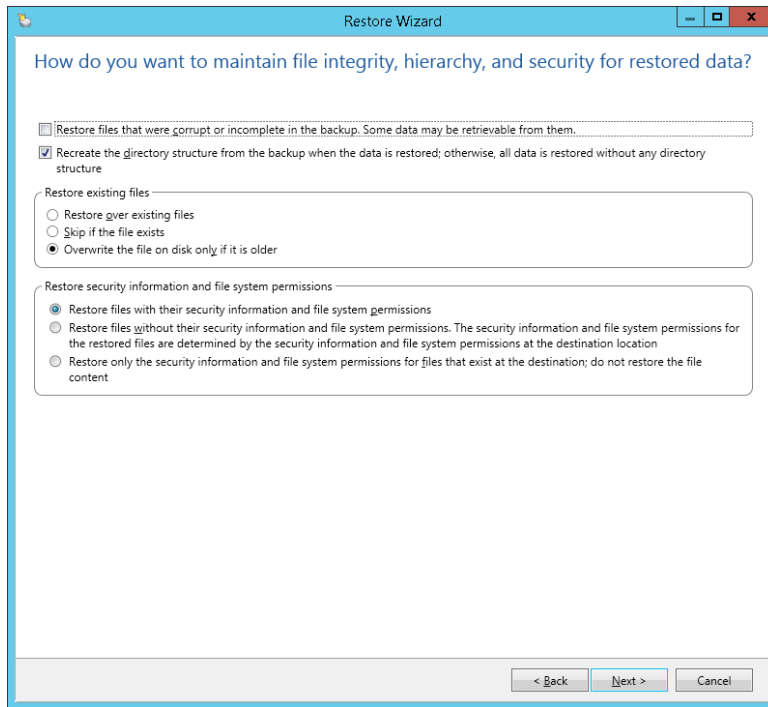 Restore Wizard
How do you want to maintain file integrity, hierarchy, and security for restored data?
Restore files that were corrupt or incomplete in the backup. Some data may be retrievable from them.
Recreate the directory structure from the backup when the data is restored; otherwise, all data is restored without any directory
structure
Restore existing files
Restore over existing files
Skip if the file exists
Overwrite the file on disk only if it is older
Restore security information and file system permissions
Restore files with their security information and file system permissions
Restore files without their security information and file system permissions. The security information and file system permissions for
the restored files are determined by the security information and file system permissions at the destination location
Restore only the security information and file system permissions for files that exist at the destination; do not restore the file
content
< Back
Next >
Cancel